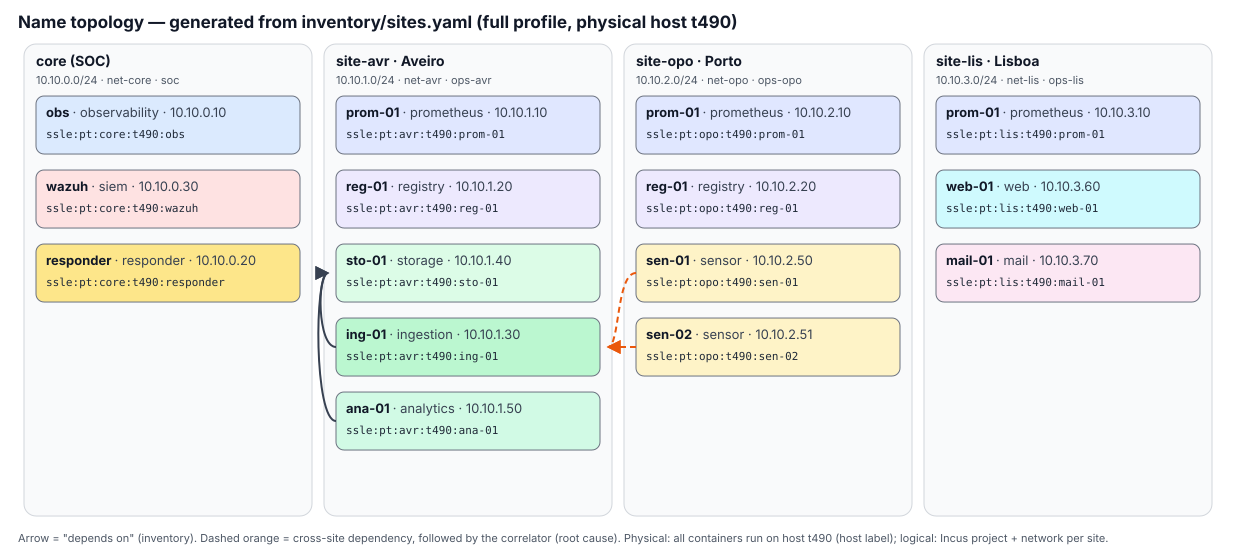 Name topology — generated from inventory/sites.yaml (full profile, physical host t490)
core (SOC)
10.10.0.0/24 · net-core · soc
obs · observability · 10.10.0.10
ssle:pt:core:t490:obs
wazuh · siem · 10.10.0.30
ssle:pt:core:t490:wazuh
responder · responder · 10.10.0.20
ssle:pt:core:t490:responder
site-avr · Aveiro
10.10.1.0/24 · net-avr · ops-avr
prom-01 · prometheus · 10.10.1.10
ssle:pt:avr:t490:prom-01
reg-01 · registry · 10.10.1.20
ssle:pt:avr:t490:reg-01
sto-01 · storage · 10.10.1.40
ssle:pt:avr:t490:sto-01
ing-01 · ingestion · 10.10.1.30
ssle:pt:avr:t490:ing-01
ana-01 · analytics · 10.10.1.50
ssle:pt:avr:t490:ana-01
site-opo · Porto
10.10.2.0/24 · net-opo · ops-opo
prom-01 · prometheus · 10.10.2.10
ssle:pt:opo:t490:prom-01
reg-01 · registry · 10.10.2.20
ssle:pt:opo:t490:reg-01
sen-01 · sensor · 10.10.2.50
ssle:pt:opo:t490:sen-01
sen-02 · sensor · 10.10.2.51
ssle:pt:opo:t490:sen-02
site-lis · Lisboa
10.10.3.0/24 · net-lis · ops-lis
prom-01 · prometheus · 10.10.3.10
ssle:pt:lis:t490:prom-01
web-01 · web · 10.10.3.60
ssle:pt:lis:t490:web-01
mail-01 · mail · 10.10.3.70
ssle:pt:lis:t490:mail-01
Arrow = "depends on" (inventory). Dashed orange = cross-site dependency, followed by the correlator (root cause). Physical: all containers run on host t490 (host label); logical: Incus project + network per site.